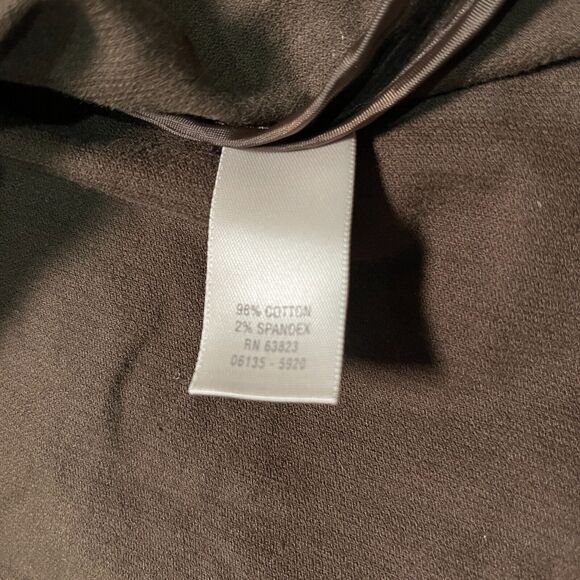 98% COTTON
2% SPANDEX
RN 63823
06135 - 5920